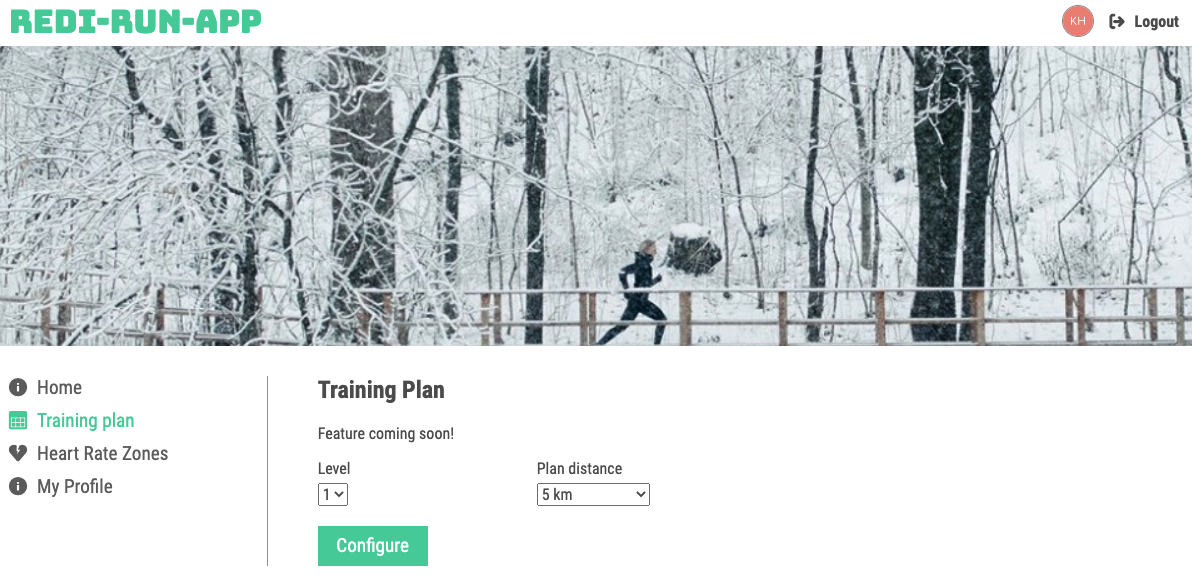 REDI-RUN-APP
KH
Logout
Home
Training plan
Heart Rate Zones
My Profile
Training Plan
Feature coming soon!
Level
Plan distance
1
5 km
Configure